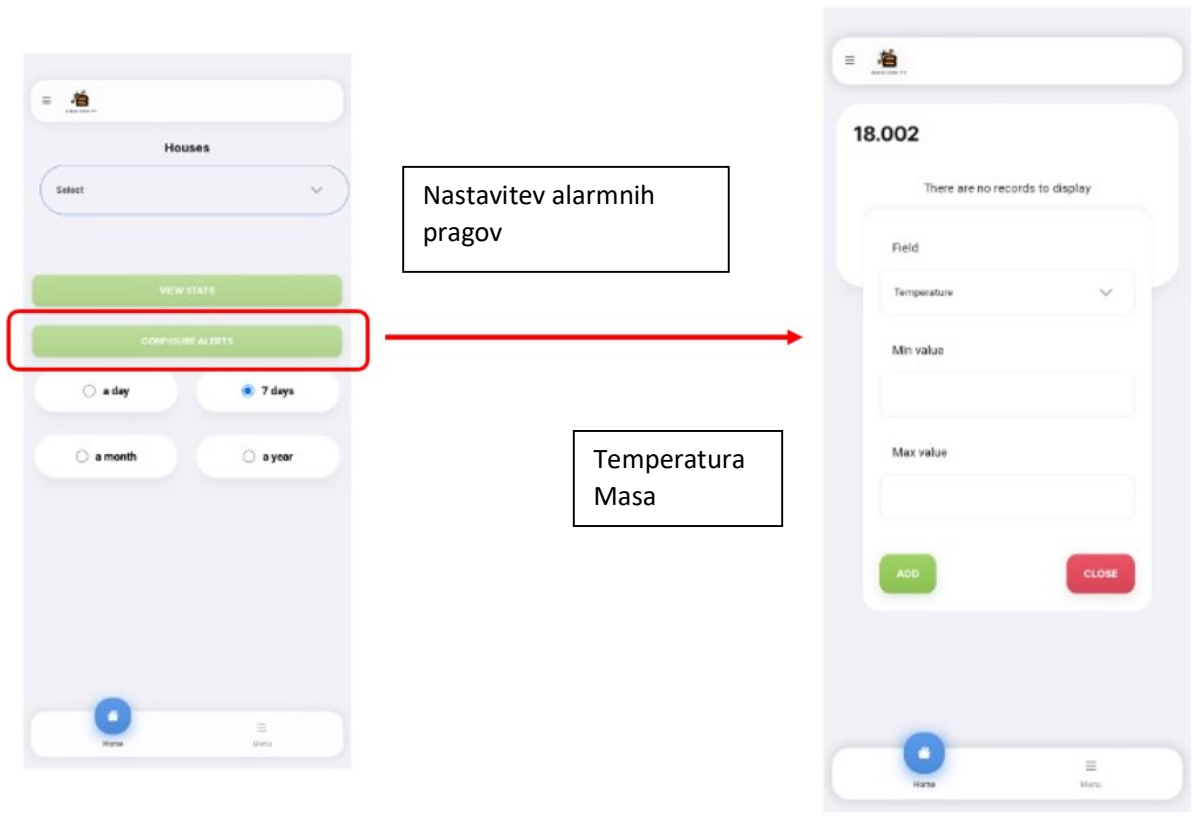 Houses
Select
VIEW STATS
CONFIGURE ALERTS
a day
7 days
a month
a year
Home
Menu
Nastavitev alarmnih
pragov
Temperatura
Masa
18.002
There are no records to display
Field
Temperature
Min value
Max value
ADD
CLOSE
Home
Menu